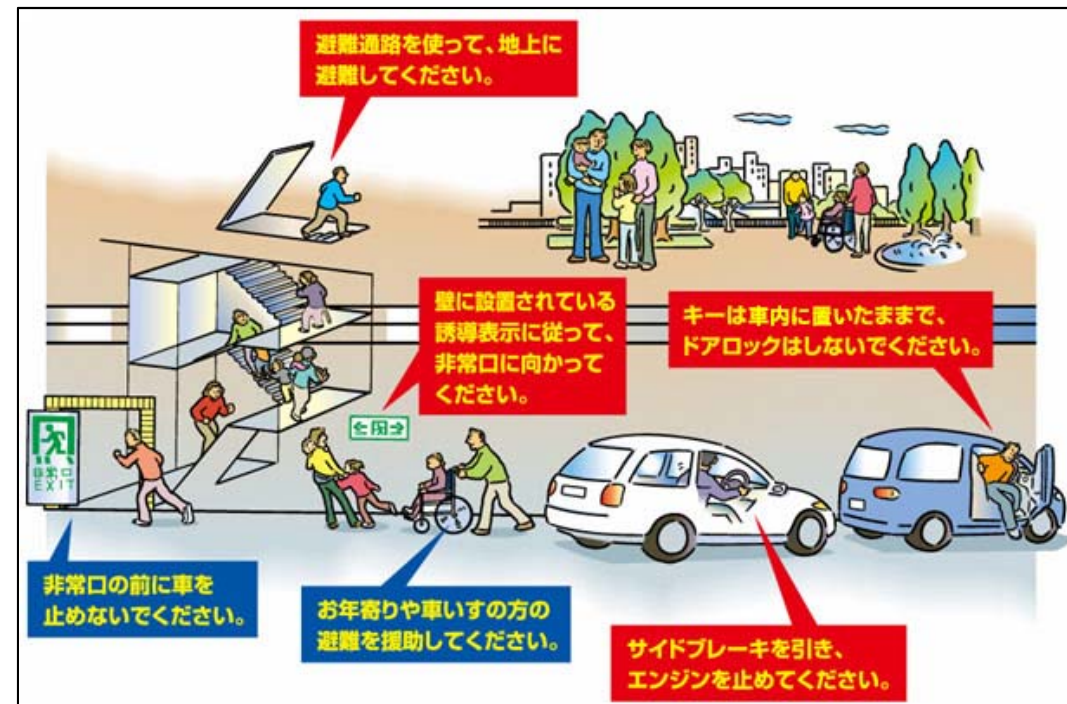 避難通路を使って、地上に
避難してください。
壁に設置されている
誘導表示に従って、
非常口に向かって
ください。
キーは車内に置いたままで、
ドアロックはしないでください。
非常口
EXIT
非常口の前に車を
止めないでください。
お年寄りや車いすの方の
避難を援助してください。
サイドブレーキを引き、
エンジンを止めてください。